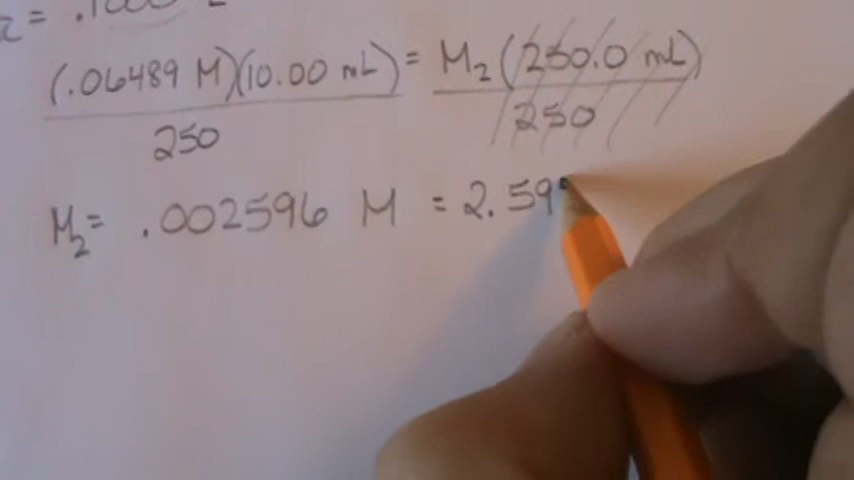 (.06489 M)(10.00 mL) = M₂(250.0 mL)
250 250
M₂ = .002596 M = 2.59